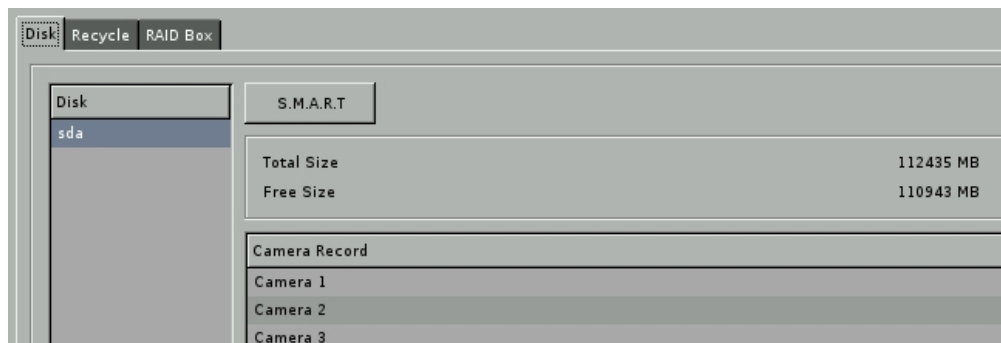 Disk Recycle RAID Box
Disk
sda
S.M.A.R.T
Total Size 112435 MB
Free Size 110943 MB
Camera Record
Camera 1
Camera 2
Camera 3